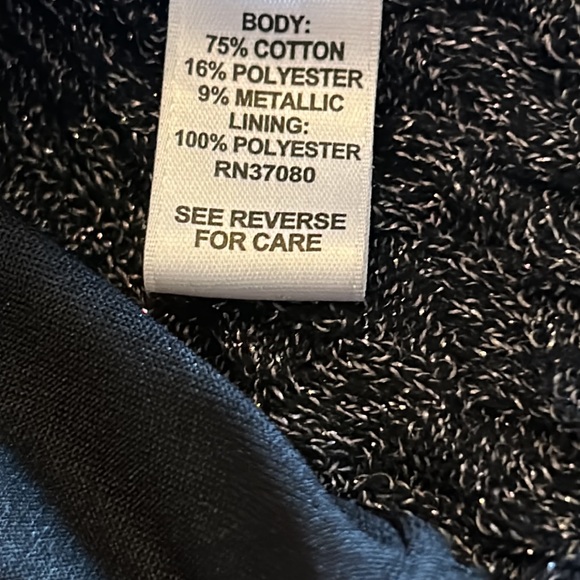 BODY:
75% COTTON
16% POLYESTER
9% METALLIC
LINING:
100% POLYESTER
RN37080
SEE REVERSE
FOR CARE